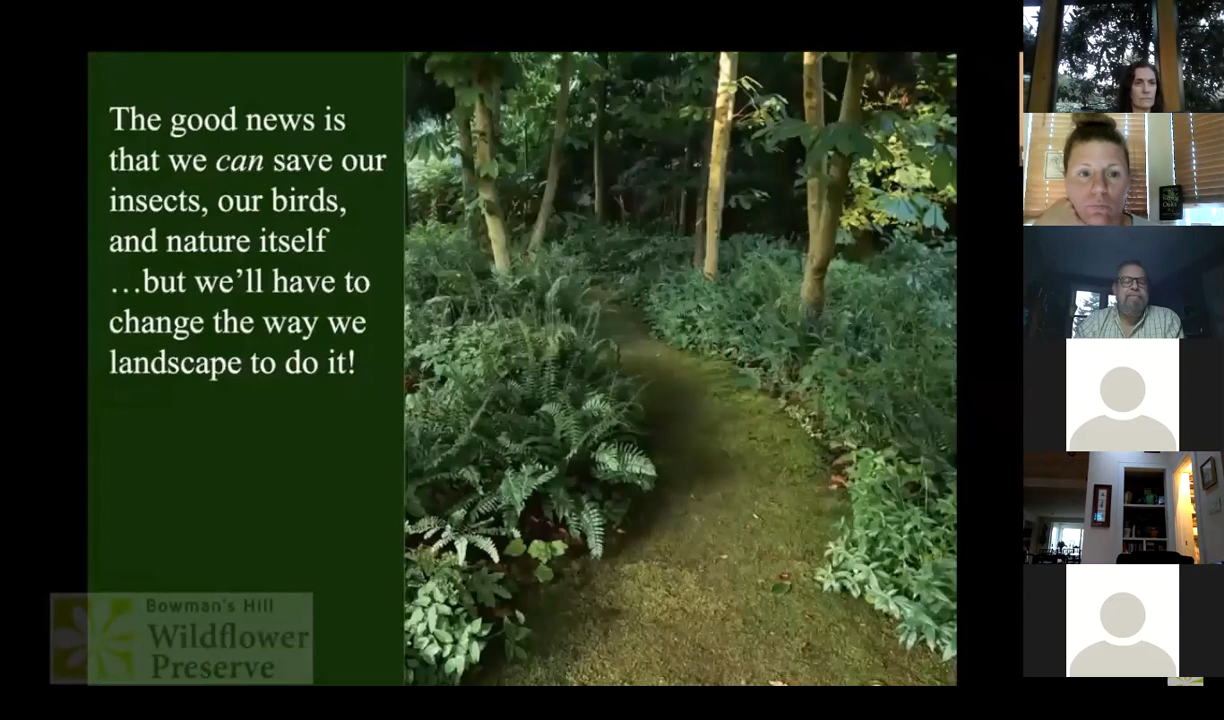 The good news is
that we can save our
insects, our birds,
and nature itself
…but we’ll have to
change the way we
landscape to do it!
Bowman's Hill
Wildflower
Preserve